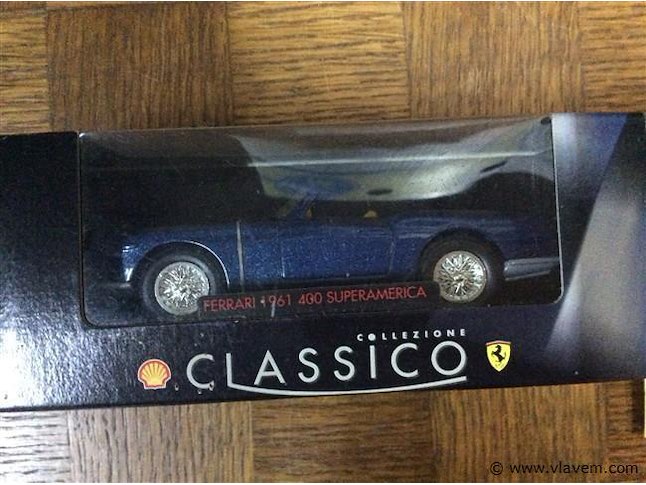 FERRARI 1961 400 SUPERAMERICA
COLLEZIONE
CLASSICO
© www.vlavem.com